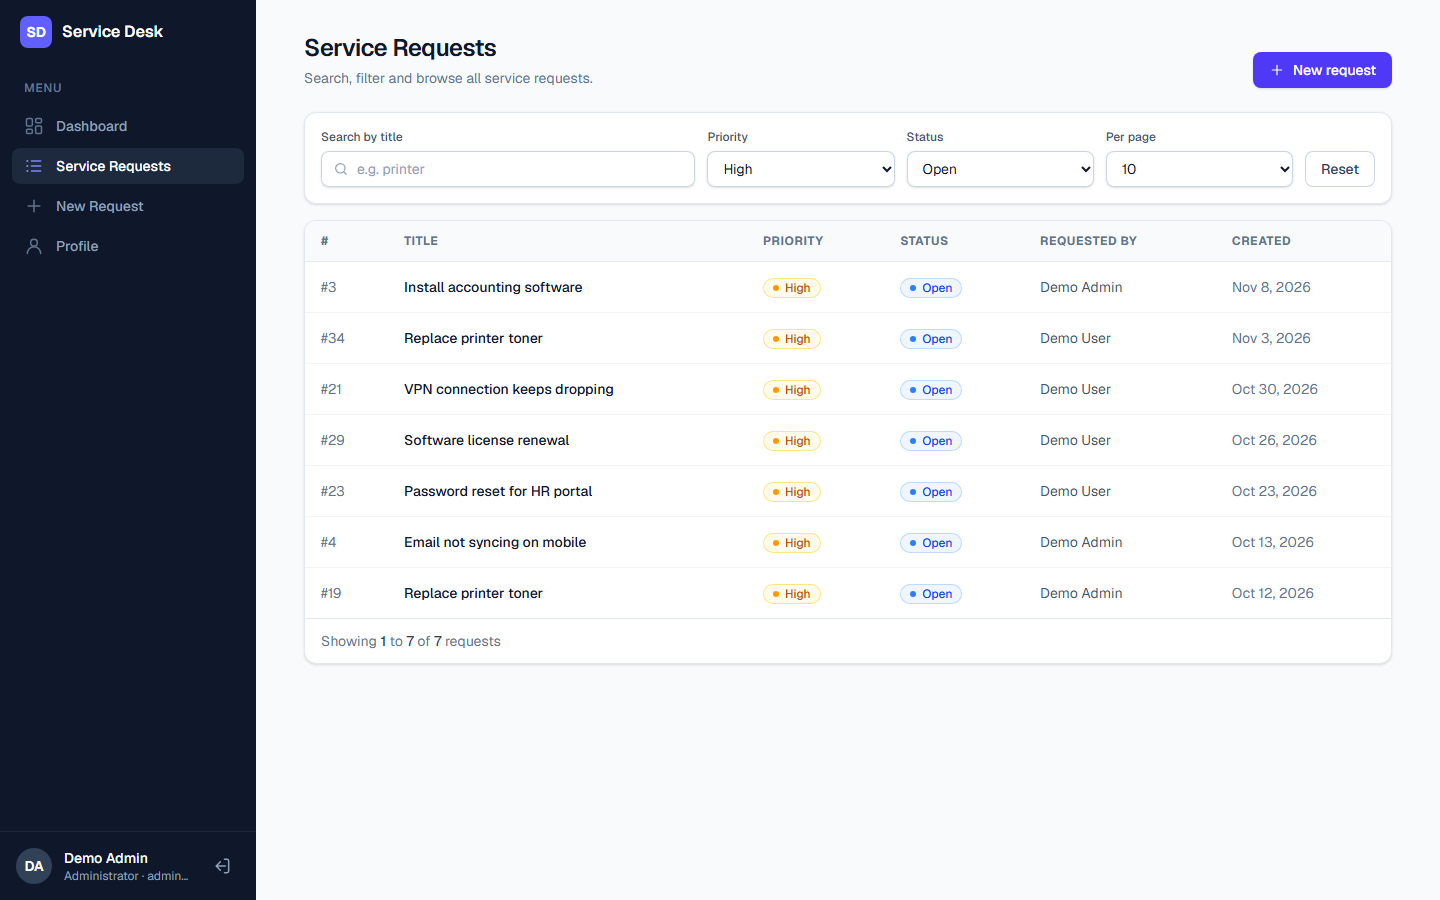 SD Service Desk
MENU
Dashboard
Service Requests
New Request
Profile
DA
Demo Admin
Administrator · admin...
Service Requests
Search, filter and browse all service requests.
New request
Search by title Priority Status Per page
e.g. printer High Open 10 Reset
# TITLE PRIORITY STATUS REQUESTED BY CREATED
#3 Install accounting software High Open Demo Admin Nov 8, 2026
#34 Replace printer toner High Open Demo User Nov 3, 2026
#21 VPN connection keeps dropping High Open Demo User Oct 30, 2026
#29 Software license renewal High Open Demo User Oct 26, 2026
#23 Password reset for HR portal High Open Demo User Oct 23, 2026
#4 Email not syncing on mobile High Open Demo Admin Oct 13, 2026
#19 Replace printer toner High Open Demo Admin Oct 12, 2026
Showing 1 to 7 of 7 requests